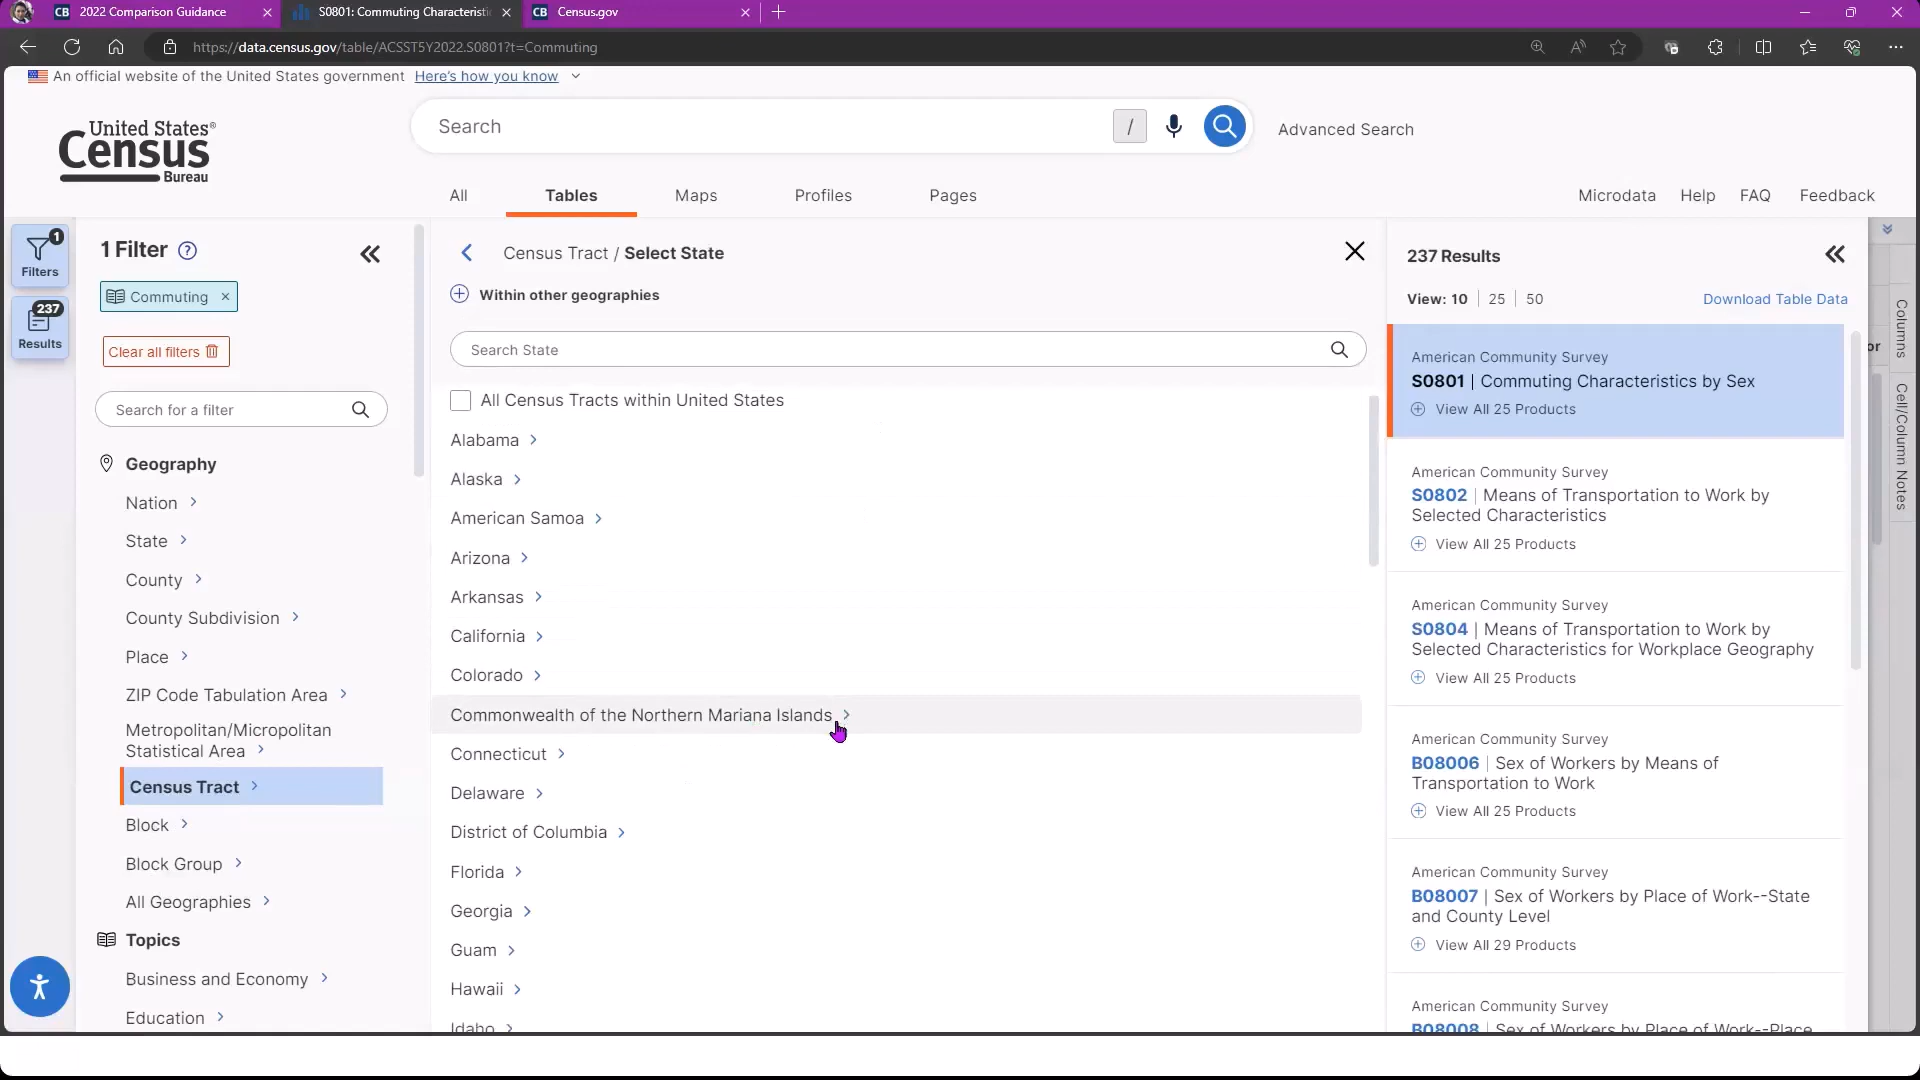 2022 Comparison Guidance
S0801: Commuting Characteristi
Census.gov
https://data.census.gov/table/ACSST5Y2022.S0801?t=Commuting
An official website of the United States government Here's how you know
United States®
Census
Bureau
Search
/
Advanced Search
All
Tables
Maps
Profiles
Pages
Microdata
Help
FAQ
Feedback
1
Filters
237
Results
1 Filter ?
Commuting ×
Clear all filters
Search for a filter
Geography
Nation
State
County
County Subdivision
Place
ZIP Code Tabulation Area
Metropolitan/Micropolitan
Statistical Area
Census Tract
Block
Block Group
All Geographies
Topics
Business and Economy
Education
Census Tract / Select State
Within other geographies
Search State
All Census Tracts within United States
Alabama
Alaska
American Samoa
Arizona
Arkansas
California
Colorado
Commonwealth of the Northern Mariana Islands
Connecticut
Delaware
District of Columbia
Florida
Georgia
Guam
Hawaii
Idaho
237 Results
View: 10 | 25 | 50
Download Table Data
American Community Survey
S0801 | Commuting Characteristics by Sex
View All 25 Products
American Community Survey
S0802 | Means of Transportation to Work by
Selected Characteristics
View All 25 Products
American Community Survey
S0804 | Means of Transportation to Work by
Selected Characteristics for Workplace Geography
View All 25 Products
American Community Survey
B08006 | Sex of Workers by Means of
Transportation to Work
View All 25 Products
American Community Survey
B08007 | Sex of Workers by Place of Work--State
and County Level
View All 29 Products
American Community Survey
B08008 | Sex of Workers by Place of Work--Place
or
Columns
Cell/Column Notes